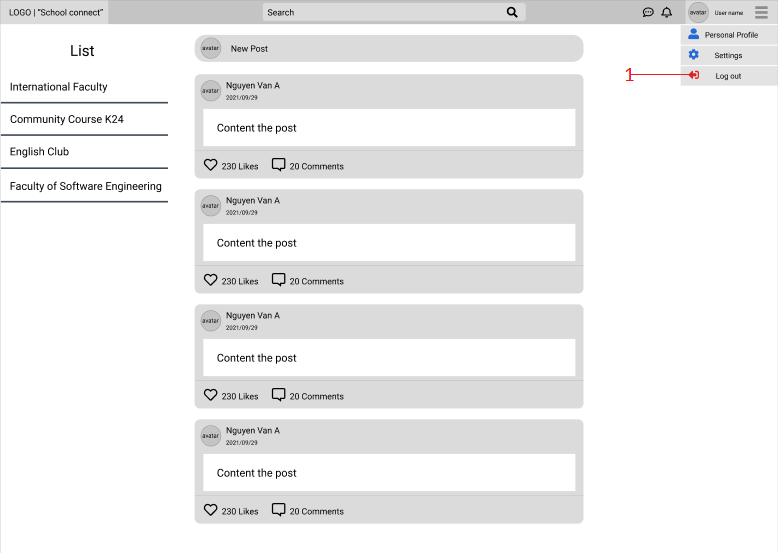 LOGO | "School connect"
Search
avatar
User name
Personal Profile
Settings
1
Log out
List
International Faculty
Community Course K24
English Club
Faculty of Software Engineering
avatar
New Post
avatar
Nguyen Van A
2021/09/29
Content the post
230 Likes
20 Comments
avatar
Nguyen Van A
2021/09/29
Content the post
230 Likes
20 Comments
avatar
Nguyen Van A
2021/09/29
Content the post
230 Likes
20 Comments
avatar
Nguyen Van A
2021/09/29
Content the post
230 Likes
20 Comments